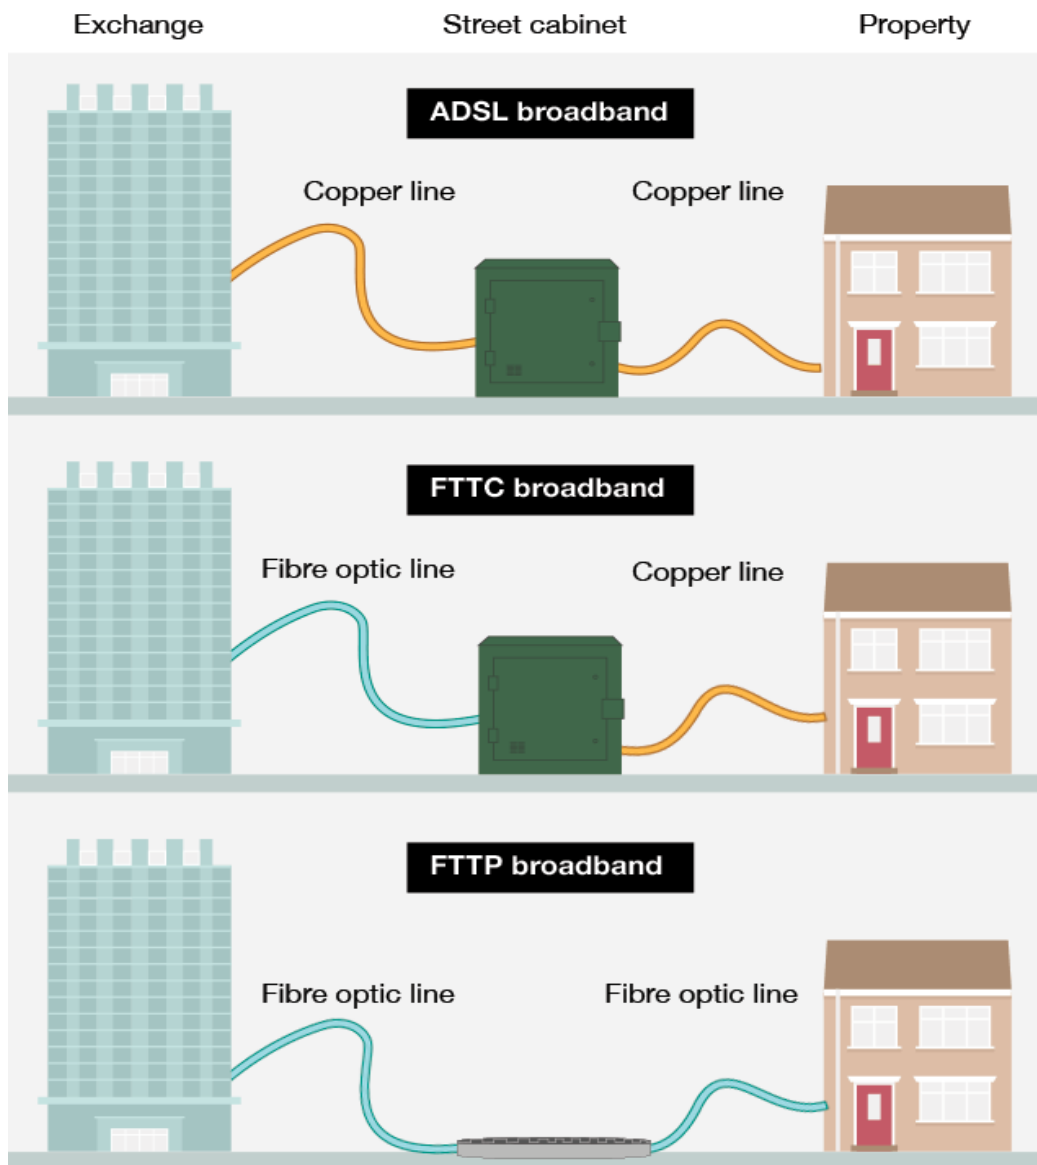 Exchange
Street cabinet
Property
ADSL broadband
Copper line
Copper line
FTTC broadband
Fibre optic line
Copper line
FTTP broadband
Fibre optic line
Fibre optic line